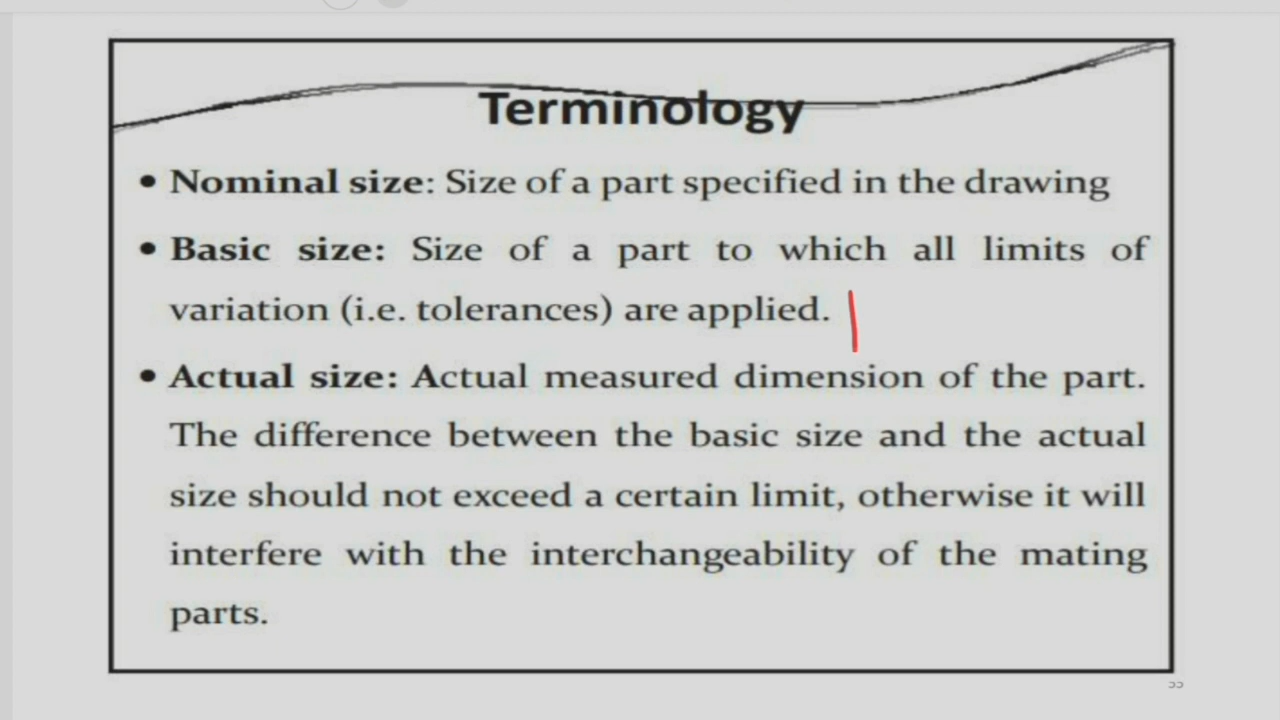 Terminology
• Nominal size: Size of a part specified in the drawing
• Basic size: Size of a part to which all limits of
variation (i.e. tolerances) are applied.
• Actual size: Actual measured dimension of the part.
The difference between the basic size and the actual
size should not exceed a certain limit, otherwise it will
interfere with the interchangeability of the mating
parts.